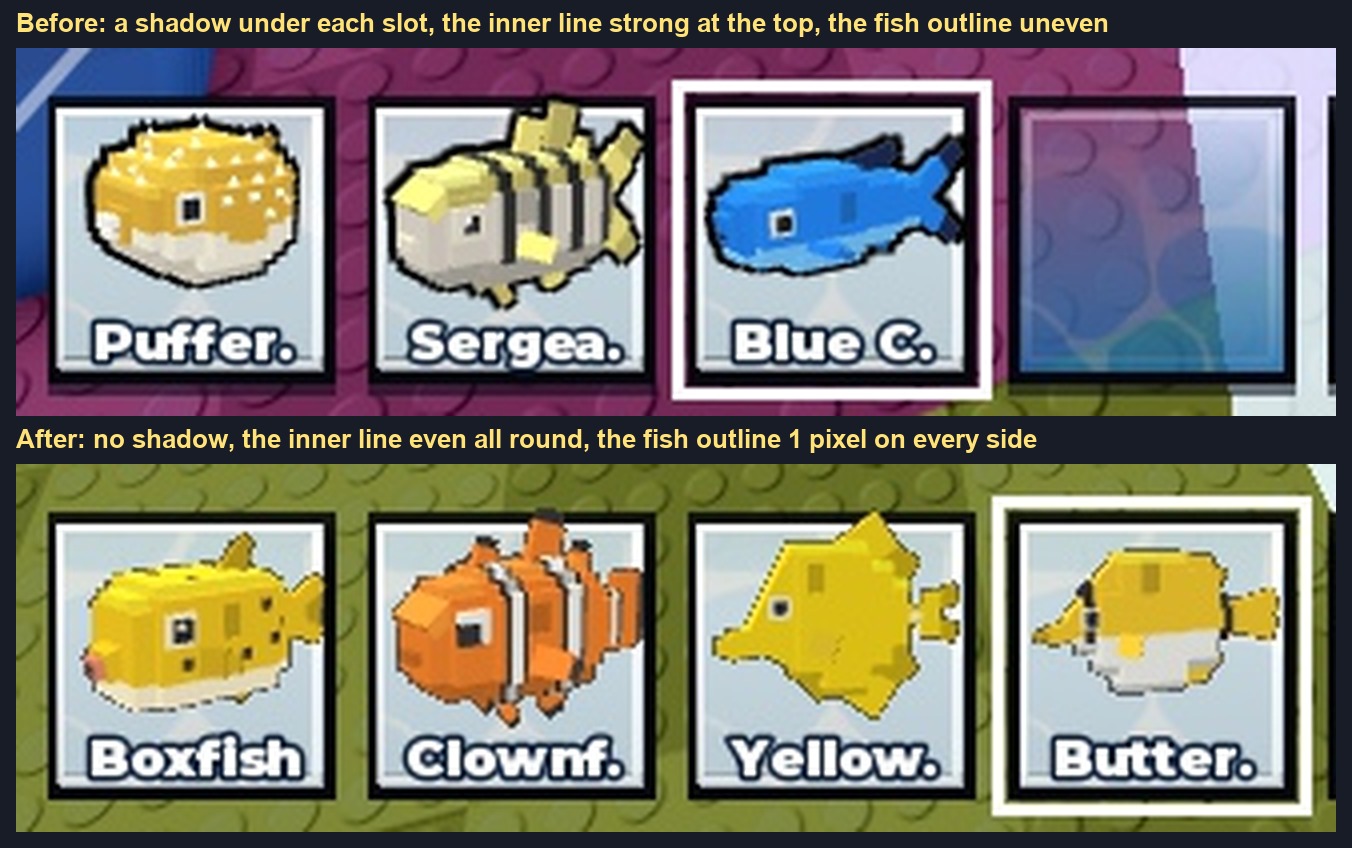 Before: a shadow under each slot, the inner line strong at the top, the fish outline uneven
Puffer. Sergea. Blue C.
After: no shadow, the inner line even all round, the fish outline 1 pixel on every side
Boxfish Clownf. Yellow. Butter.